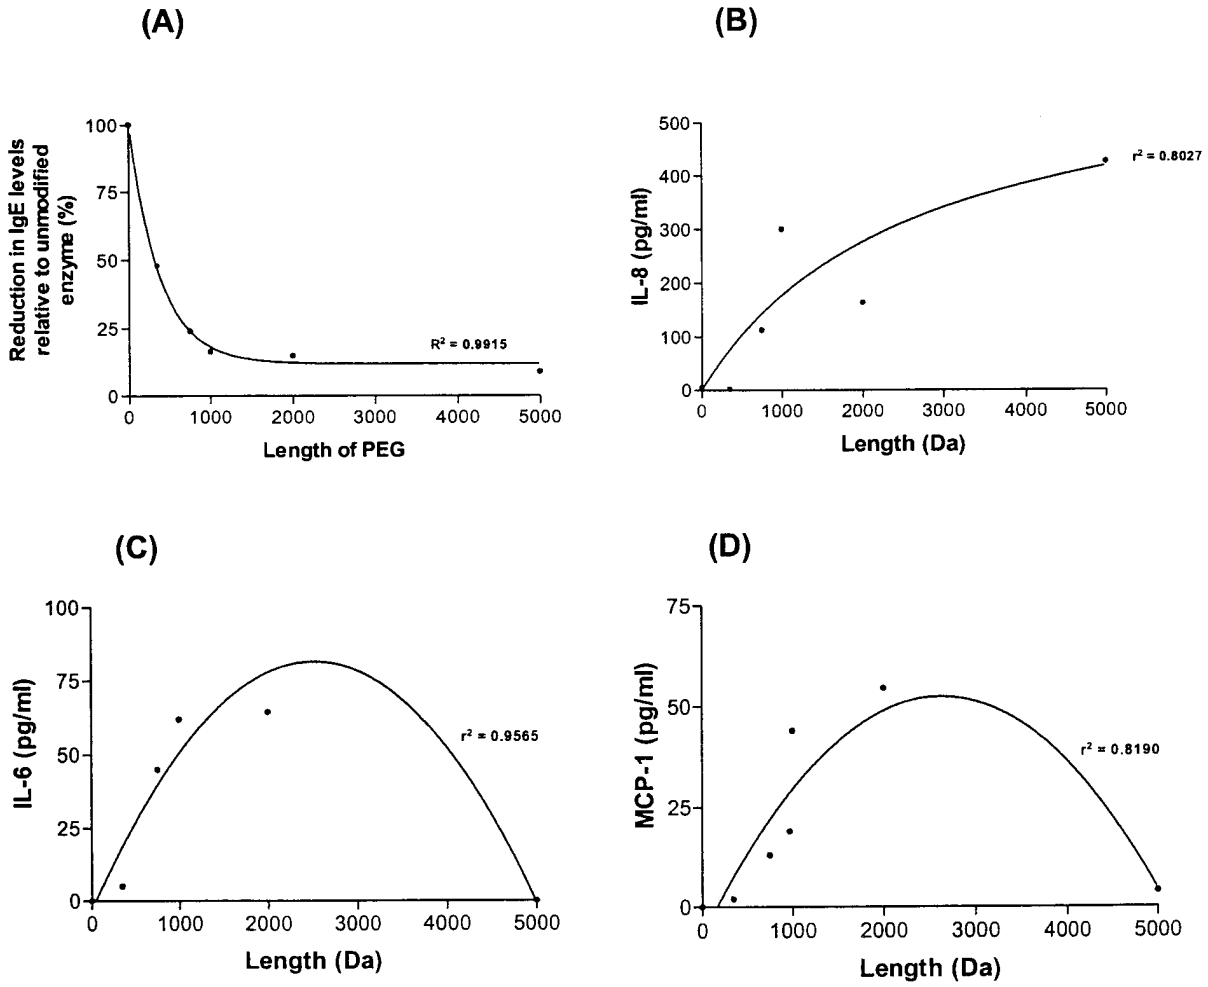 (A)
Reduction in IgE levels
relative to unmodified
enzyme (%)
100
75
50
25
0
R² = 0.9915
0 1000 2000 3000 4000 5000
Length of PEG
(B)
IL-8 (pg/ml)
500
400
300
200
100
0
r² = 0.8027
0 1000 2000 3000 4000 5000
Length (Da)
(C)
IL-6 (pg/ml)
100
75
50
25
0
r² = 0.9565
0 1000 2000 3000 4000 5000
Length (Da)
(D)
MCP-1 (pg/ml)
75
50
25
0
r² = 0.8190
0 1000 2000 3000 4000 5000
Length (Da)